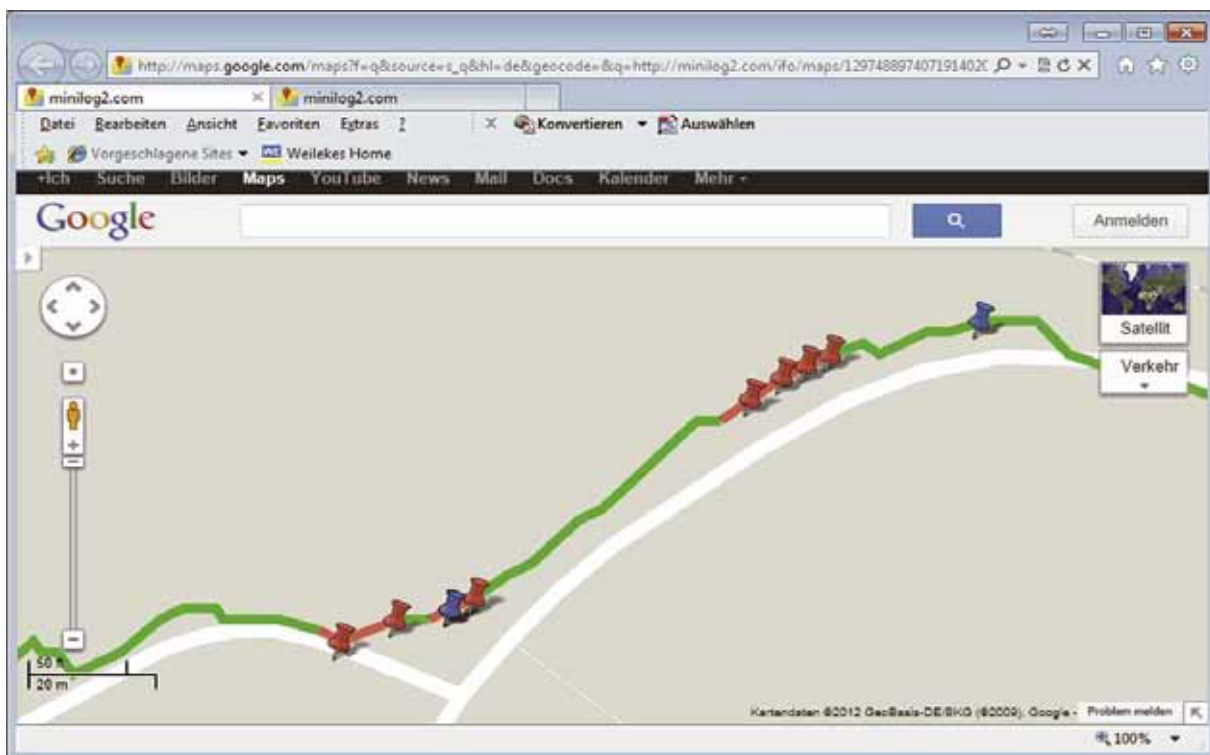 http://maps.google.com/maps?f=q&source=s_q&hl=de&geocode=&q=http://minilog2.com/ifo/maps/129748897407191402
minilog2.com minilog2.com
Datei Bearbeiten Ansicht Favoriten Extras ? X Konvertieren Auswählen
Vorgeschlagene Sites Weilekes Home
+Ich Suche Bilder Maps YouTube News Mail Docs Kalender Mehr
Google Anmelden
Satellit
Verkehr
50 ft
20 m
Kartendaten ©2012 GeoBasis-DE/BKG (©2009), Google - Problem melden
100%